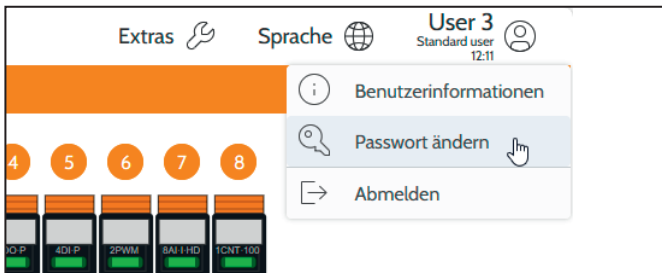 Extras
Sprache
User 3
Standard user
12:11
Benutzerinformationen
Passwort ändern
Abmelden
4 5 6 7 8
4DI-P 2PWM 8AI-I-HD 1CNT-100